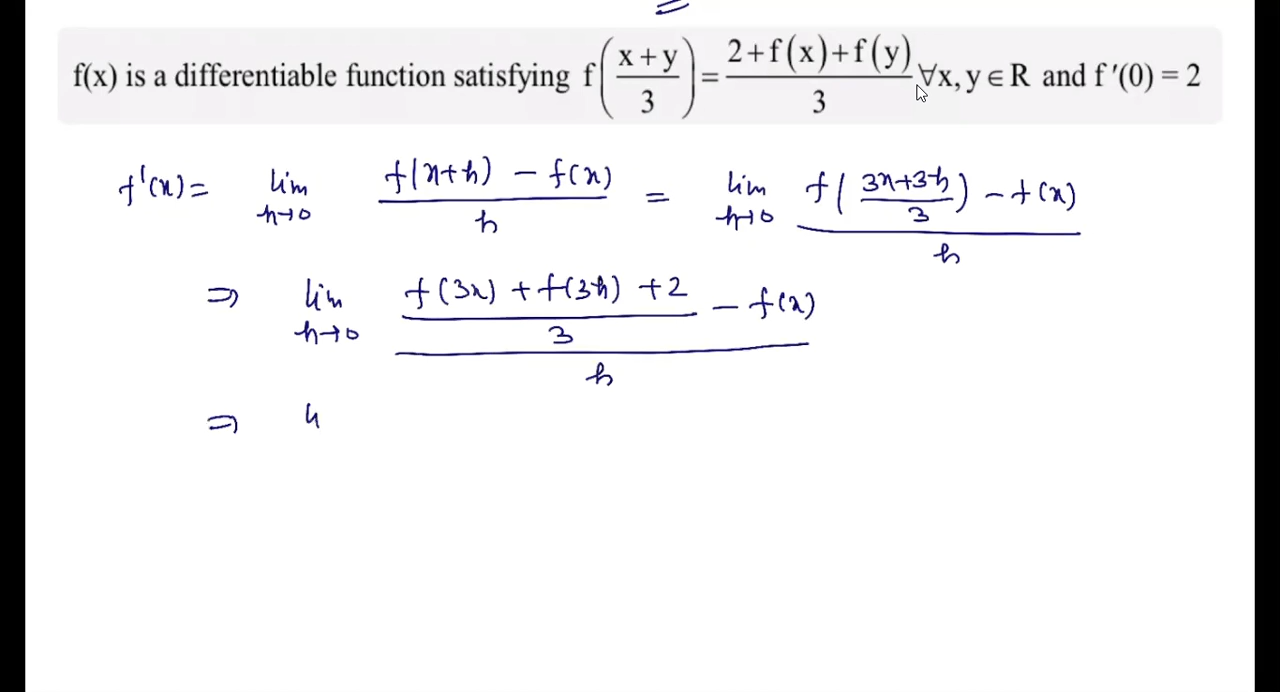 f(x) is a differentiable function satisfying f((x+y)/3) = (2+f(x)+f(y))/3 ∀x, y ∈ R and f '(0) = 2
f'(x) = lim h→0 (f(x+h) − f(x))/h = lim h→0 (f((3x+3h)/3) − f(x))/h
⇒ lim h→0 ((f(3x) + f(3h) + 2)/3 − f(x))/h
⇒